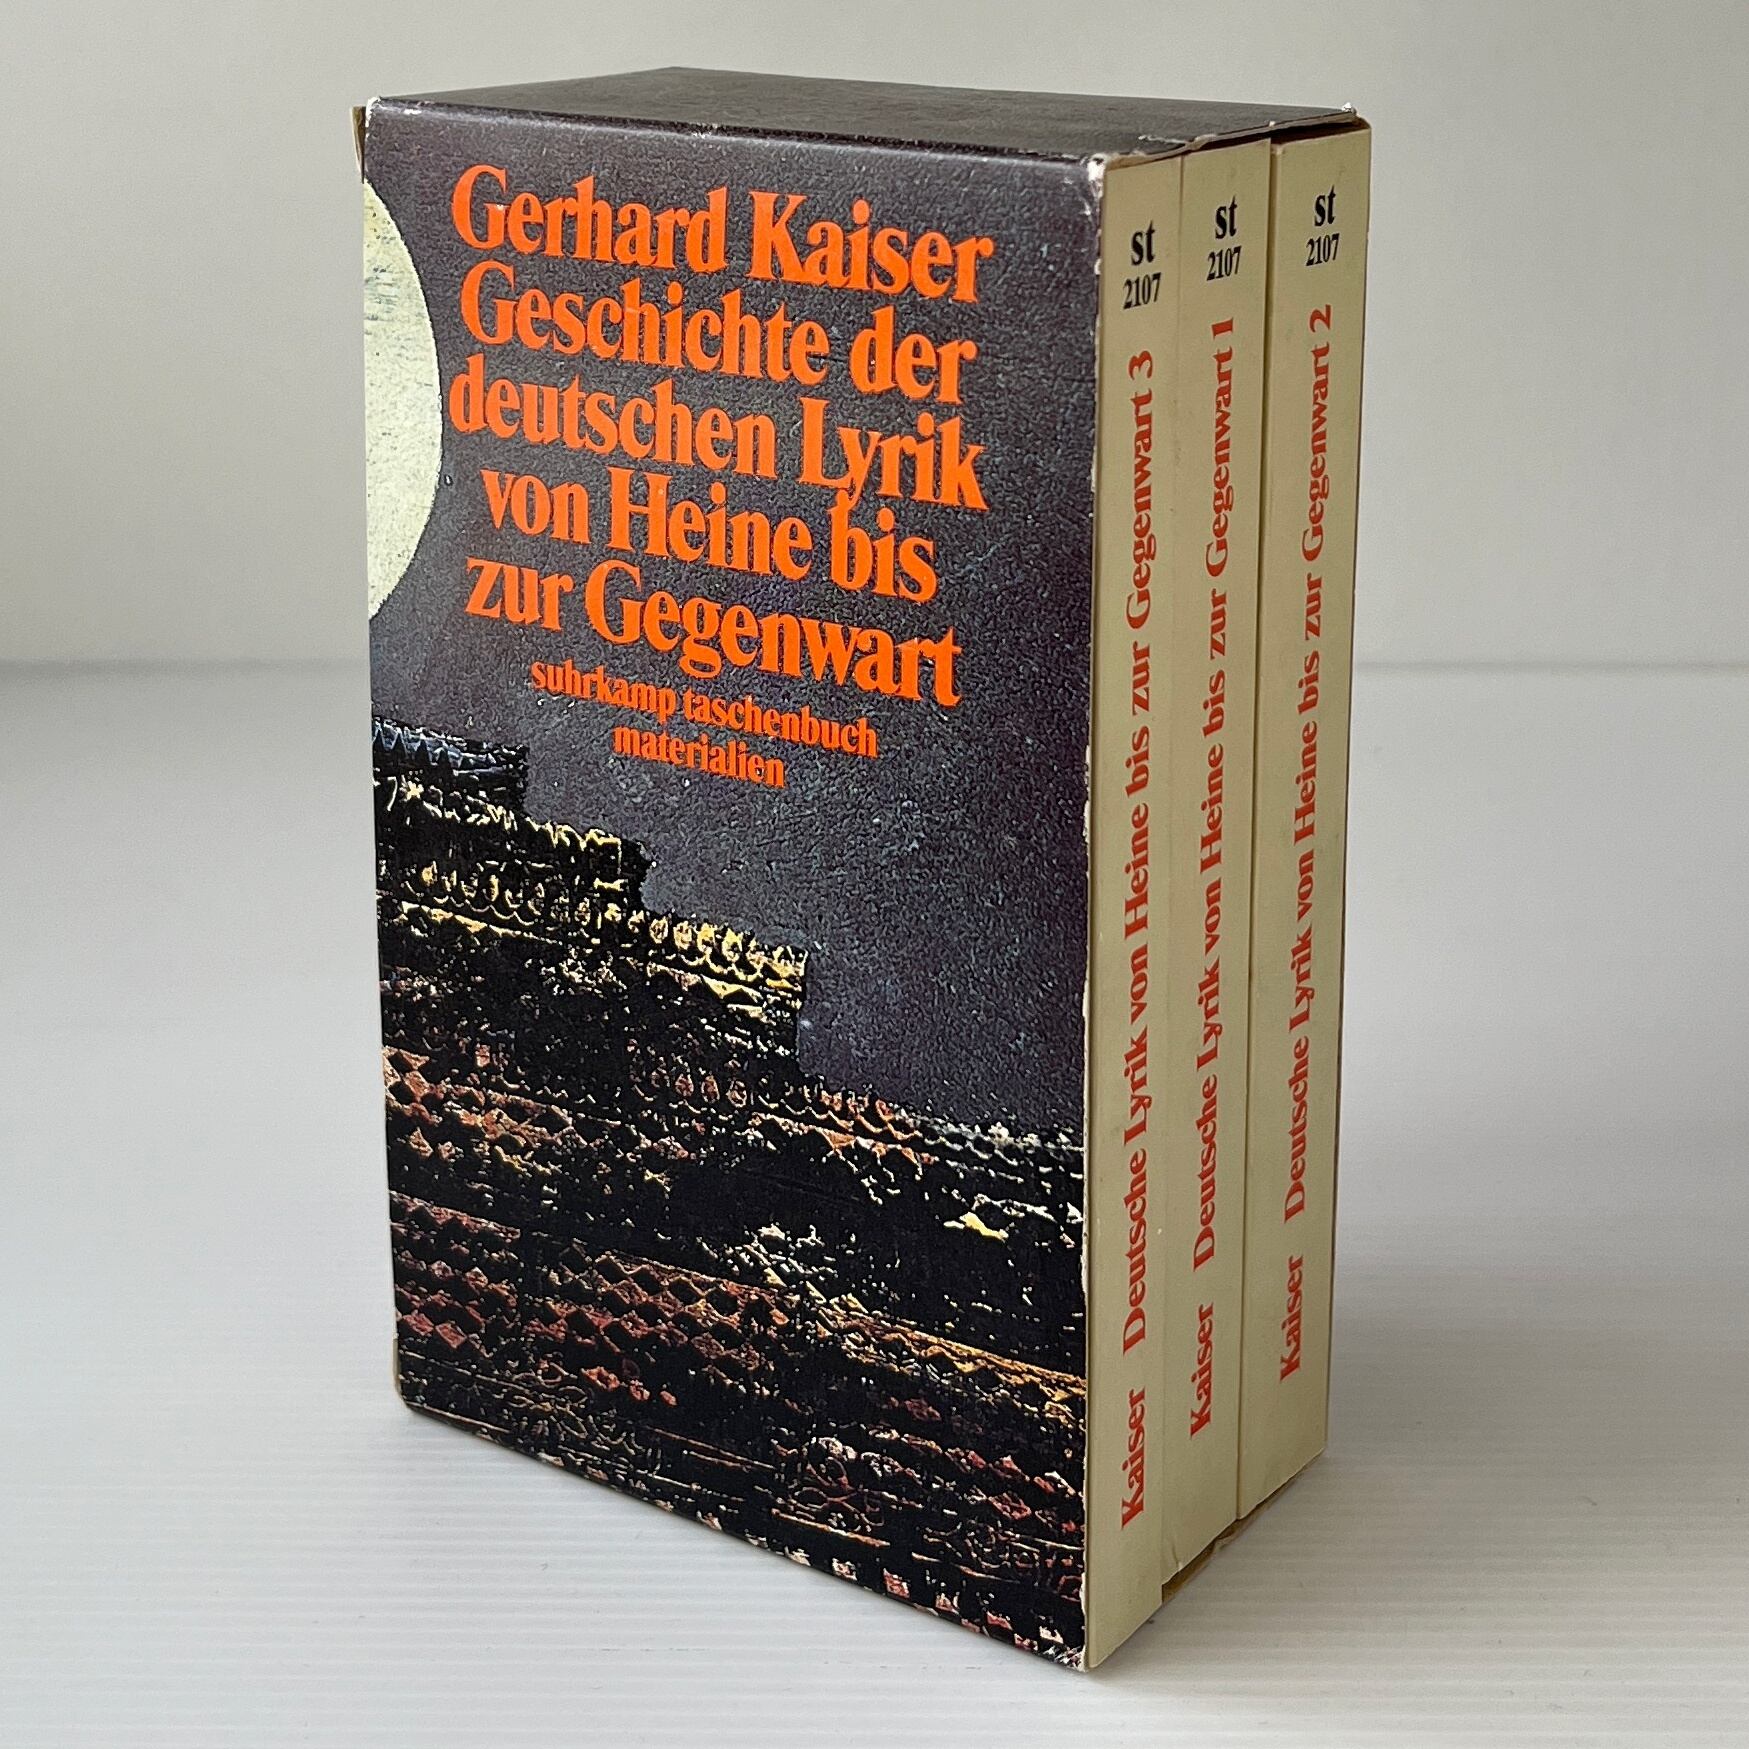 Gerhard Kaiser
Geschichte der
deutschen Lyrik
von Heine bis
zur Gegenwart
suhrkamp taschenbuch
materialien
st
2107
Kaiser Deutsche Lyrik von Heine bis zur Gegenwart 3
st
2107
Kaiser Deutsche Lyrik von Heine bis zur Gegenwart 1
st
2107
Kaiser Deutsche Lyrik von Heine bis zur Gegenwart 2